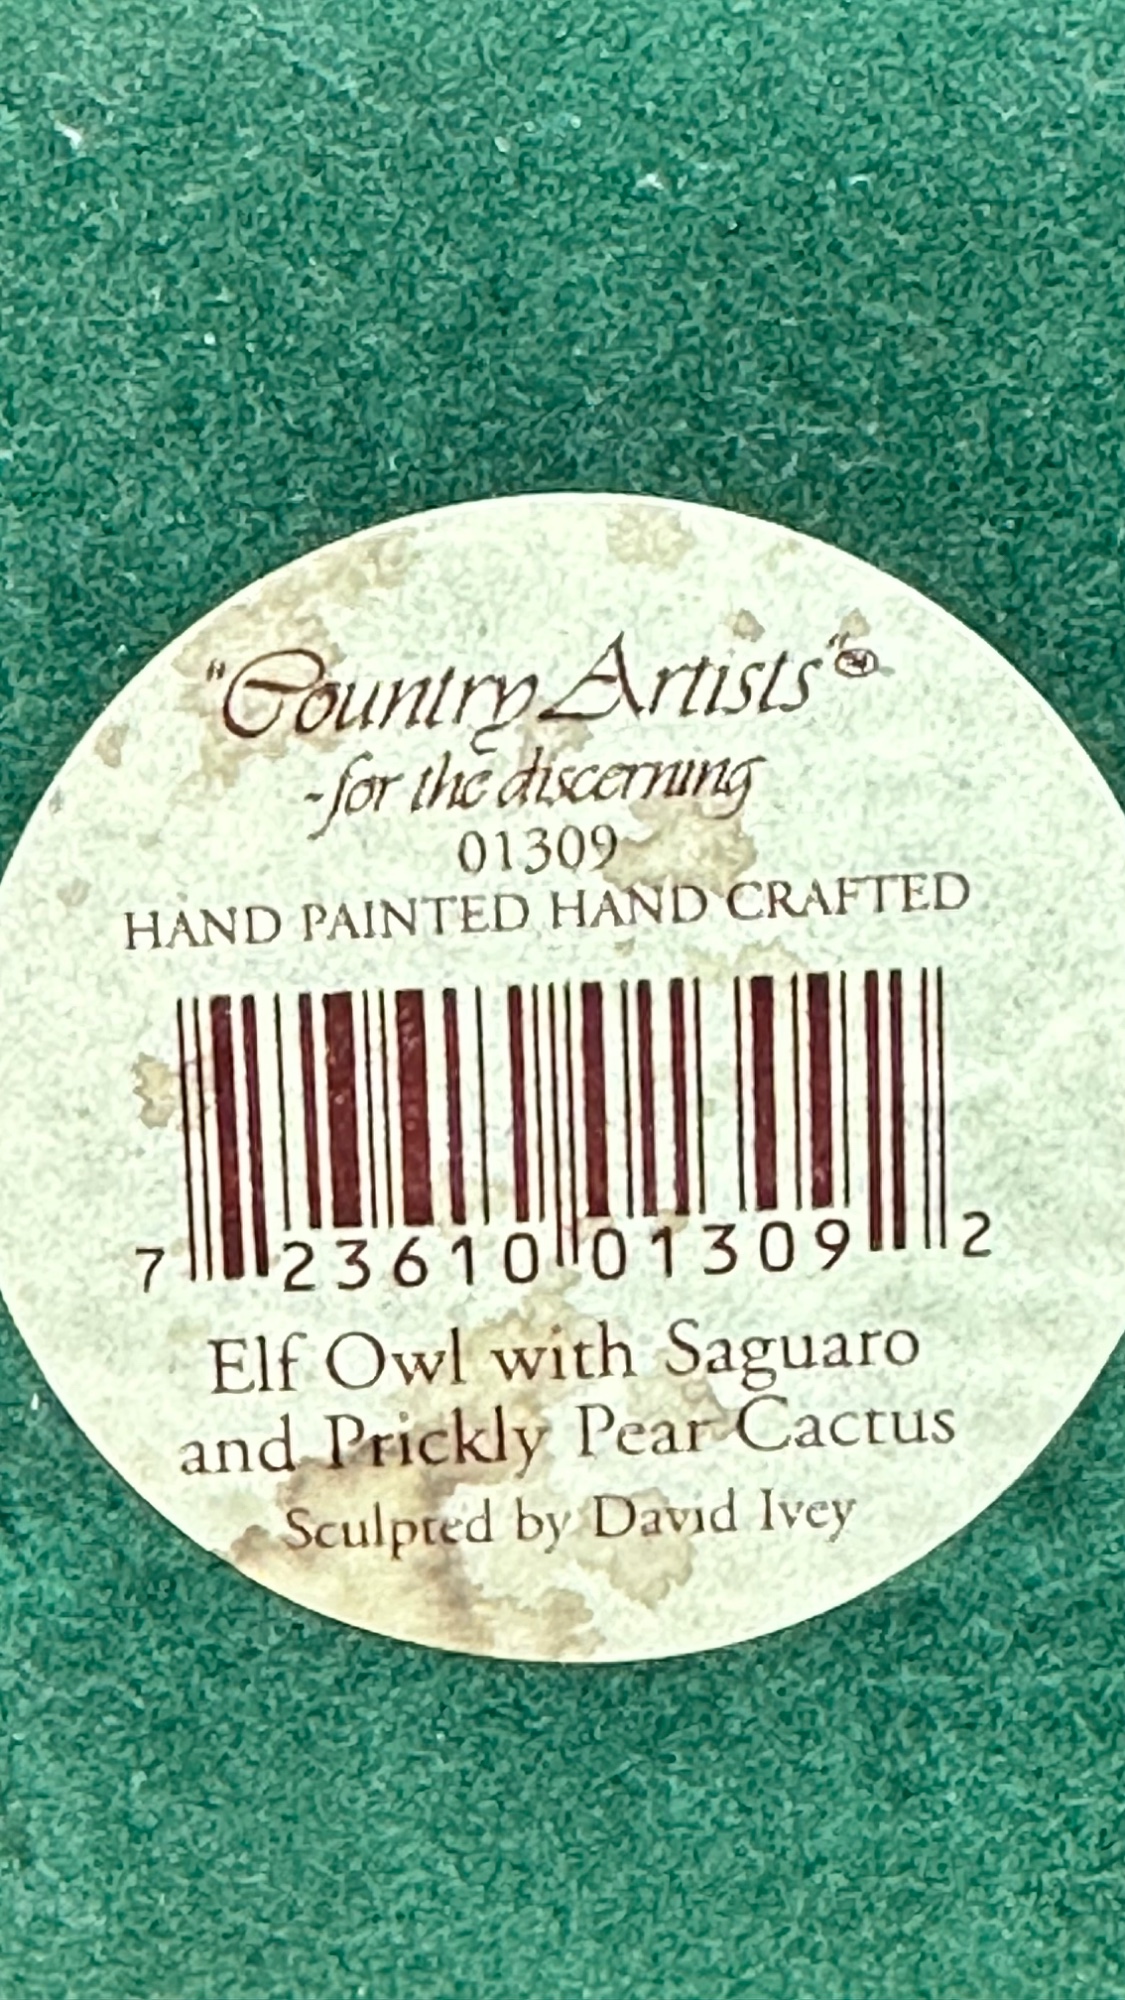 "Country Artists"®
-for the discerning
01309
HAND PAINTED HAND CRAFTED
7 23610 01309 2
Elf Owl with Saguaro
and Prickly Pear Cactus
Sculpted by David Ivey